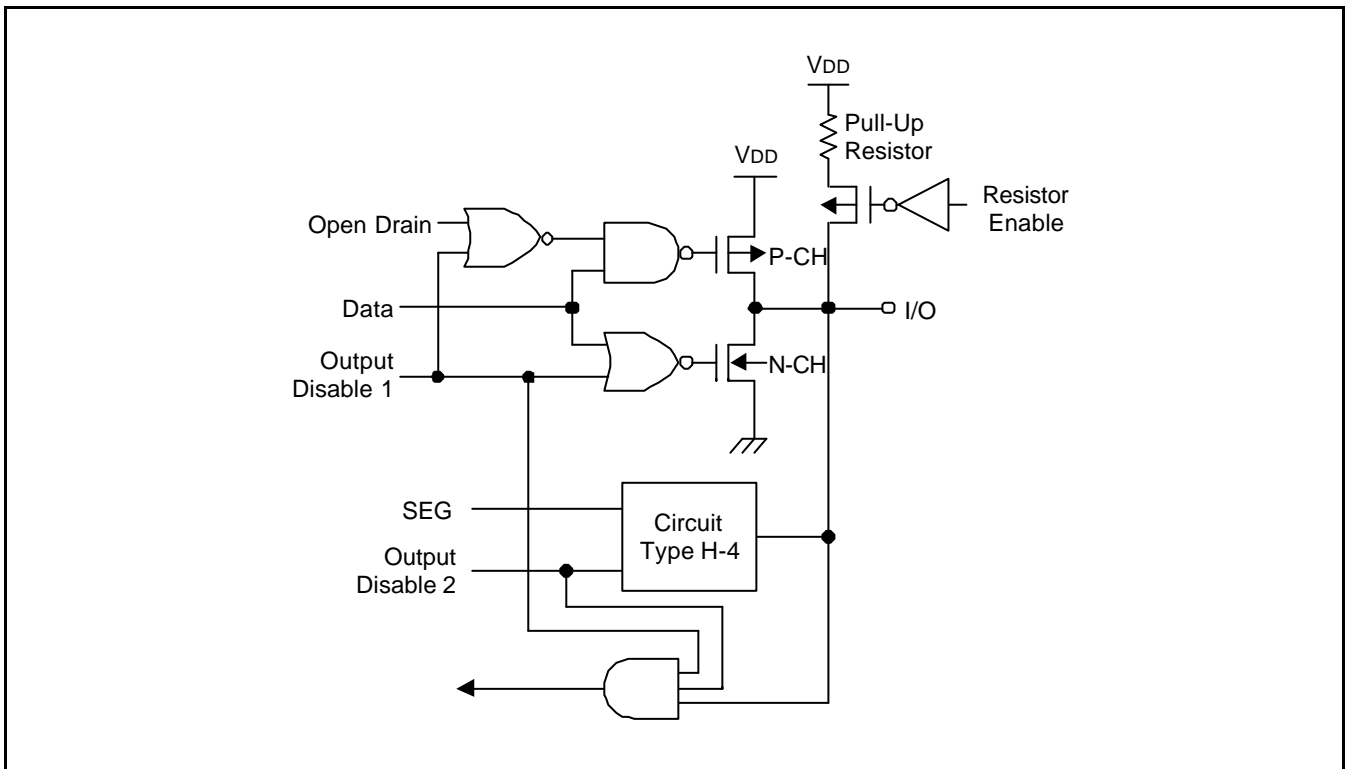 VDD
Pull-Up
Resistor
VDD
Resistor
Enable
Open Drain
P-CH
Data
I/O
Output
Disable 1
N-CH
SEG
Circuit
Type H-4
Output
Disable 2